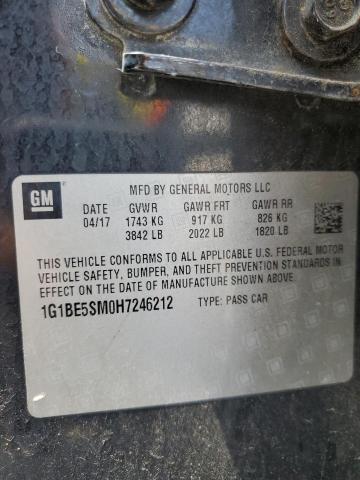 GM
MFD BY GENERAL MOTORS LLC
DATE GVWR GAWR FRT GAWR RR
04/17 1743 KG 917 KG 826 KG
3842 LB 2022 LB 1820 LB
THIS VEHICLE CONFORMS TO ALL APPLICABLE U.S. FEDERAL MOTOR
VEHICLE SAFETY, BUMPER, AND THEFT PREVENTION STANDARDS IN
EFFECT ON THE DATE OF MANUFACTURE SHOWN ABOVE.
1G1BE5SM0H7246212 TYPE: PASS CAR